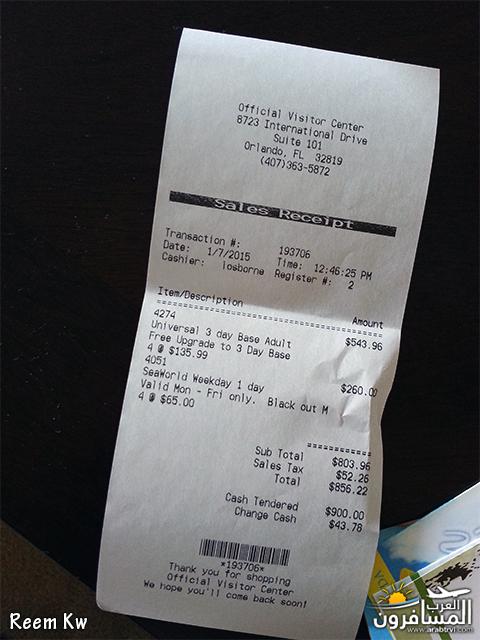 Official Visitor Center
8723 International Drive
Suite 101
Orlando, FL 32819
(407)363-5872
Sales Receipt
Transaction #: 193706
Date: 1/7/2015 Time: 12:46:25 PM
Cashier: losborne Register #: 2
Item/Description Amount
4274
Universal 3 day Base Adult $543.96
Free Upgrade to 3 Day Base
4 @ $135.99
4051
SeaWorld Weekday 1 day $260.00
Valid Mon - Fri only. Black out M
4 @ $65.00
Sub Total $803.96
Sales Tax $52.26
Total $856.22
Cash Tendered $900.00
Change Cash $43.78
*193706*
Thank you for shopping
Official Visitor Center
We hope you'll come back soon!
Reem Kw
العرب
المسافرون
www.arabtrvl.com